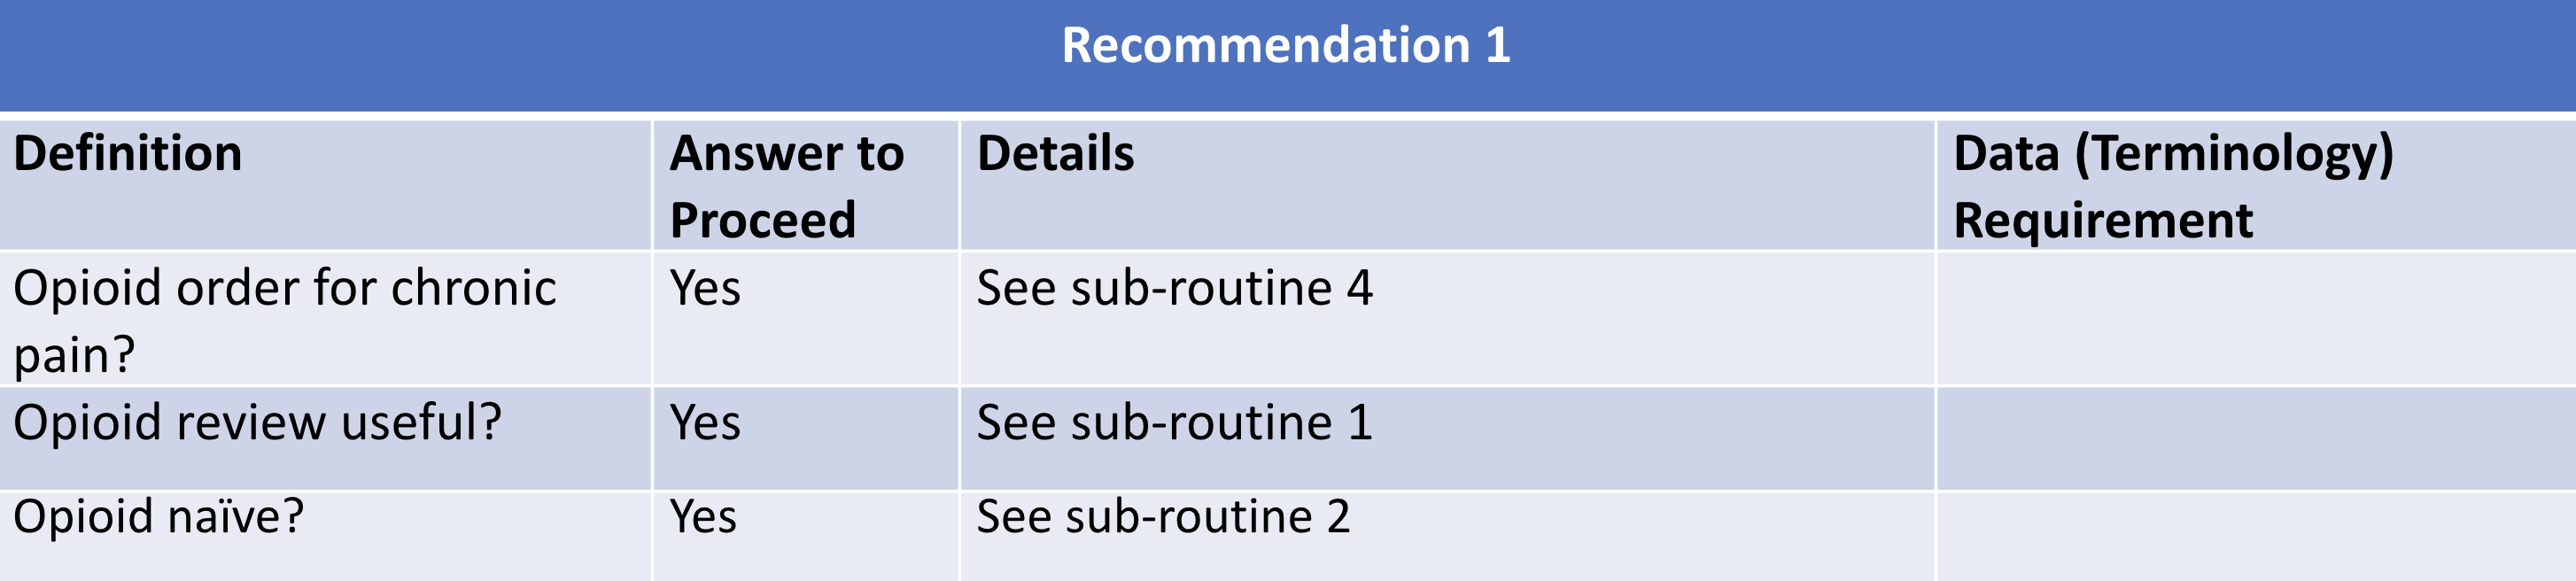 Recommendation 1
Definition
Answer to
Proceed
Details
Data (Terminology)
Requirement
Opioid order for chronic
pain?
Yes
See sub-routine 4
Opioid review useful?
Yes
See sub-routine 1
Opioid naïve?
Yes
See sub-routine 2